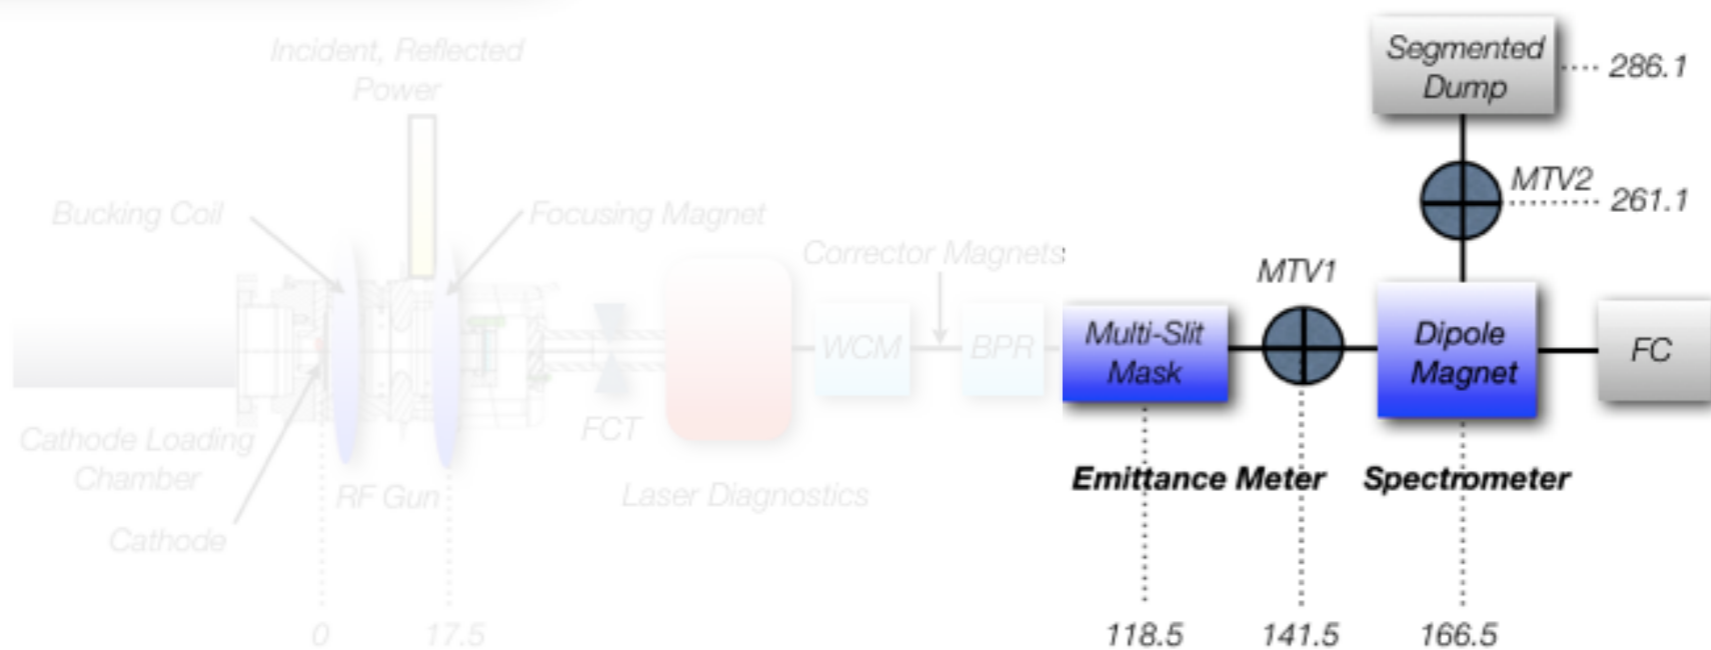 Incident, Reflected
Power
Segmented
Dump
286.1
MTV2
261.1
Bucking Coil
Focusing Magnet
Corrector Magnets
MTV1
Multi-Slit
Mask
Dipole
Magnet
FC
WCM
BPR
FCT
Cathode Loading
Chamber
RF Gun
Laser Diagnostics
Cathode
Emittance Meter
Spectrometer
0
17.5
118.5
141.5
166.5